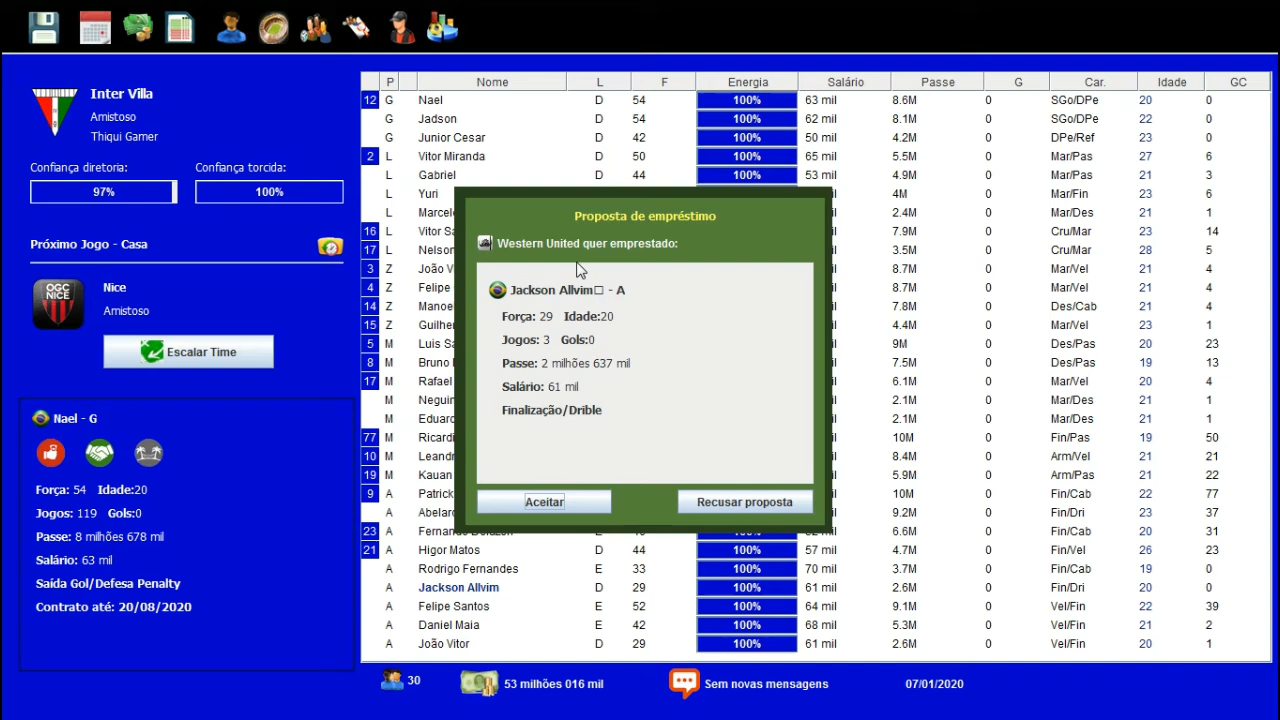 Inter Villa
Amistoso
Thiqui Gamer
Confiança diretoria: Confiança torcida:
97% 100%
Próximo Jogo - Casa
OGC NICE
Nice
Amistoso
Escalar Time
Nael - G
Força: 54 Idade:20
Jogos: 119 Gols:0
Passe: 8 milhões 678 mil
Salário: 63 mil
Saída Gol/Defesa Penalty
Contrato até: 20/08/2020
P Nome L F Energia Salário Passe G Car. Idade GC
12 G Nael D 54 100% 63 mil 8.6M 0 SGo/DPe 20 0
G Jadson D 54 100% 62 mil 8.1M 0 SGo/DPe 22 0
G Junior Cesar D 42 100% 50 mil 4.2M 0 DPe/Ref 23 0
2 L Vitor Miranda D 50 100% 65 mil 5.5M 0 Mar/Pas 27 6
L Gabriel D 44 100% 53 mil 4.9M 0 Mar/Pas 21 3
L Yuri 4M 0 Mar/Fin 23 6
L 2.4M 0 Mar/Des 21 1
16 L 7.9M 0 Cru/Mar 23 14
17 L 3.5M 0 Cru/Mar 28 5
3 Z 8.7M 0 Mar/Vel 21 4
4 Z Felipe 8.7M 0 Mar/Vel 21 4
14 Z 7.8M 0 Des/Cab 21 4
15 Z 4.4M 0 Mar/Vel 23 1
5 M Luis 9M 0 Des/Pas 20 23
8 M Bruno 7.5M 0 Des/Pas 19 13
17 M Rafael 6.1M 0 Mar/Vel 20 4
M 2.1M 0 Mar/Des 21 1
M 2.1M 0 Mar/Des 21 1
77 M 10M 0 Fin/Pas 19 50
10 M 8.4M 0 Arm/Vel 21 21
19 M Kauan 5.9M 0 Arm/Pas 23 22
9 A 10M 0 Fin/Cab 22 77
A 9.2M 0 Fin/Dri 23 37
23 A 6.6M 0 Fin/Cab 20 31
21 A Higor Matos D 44 100% 57 mil 4.7M 0 Fin/Vel 26 23
A Rodrigo Fernandes E 33 100% 70 mil 3.7M 0 Fin/Cab 19 0
A Jackson Allvim D 29 100% 61 mil 2.6M 0 Fin/Dri 20 0
A Felipe Santos E 52 100% 64 mil 9.1M 0 Vel/Fin 22 39
A Daniel Maia E 42 100% 68 mil 5.3M 0 Vel/Fin 21 2
A João Vitor D 29 100% 61 mil 2.6M 0 Vel/Fin 20 1
Proposta de empréstimo
Western United quer emprestado:
Jackson Allvim□ - A
Força: 29 Idade:20
Jogos: 3 Gols:0
Passe: 2 milhões 637 mil
Salário: 61 mil
Finalização/Drible
Aceitar Recusar proposta
30 53 milhões 016 mil Sem novas mensagens 07/01/2020